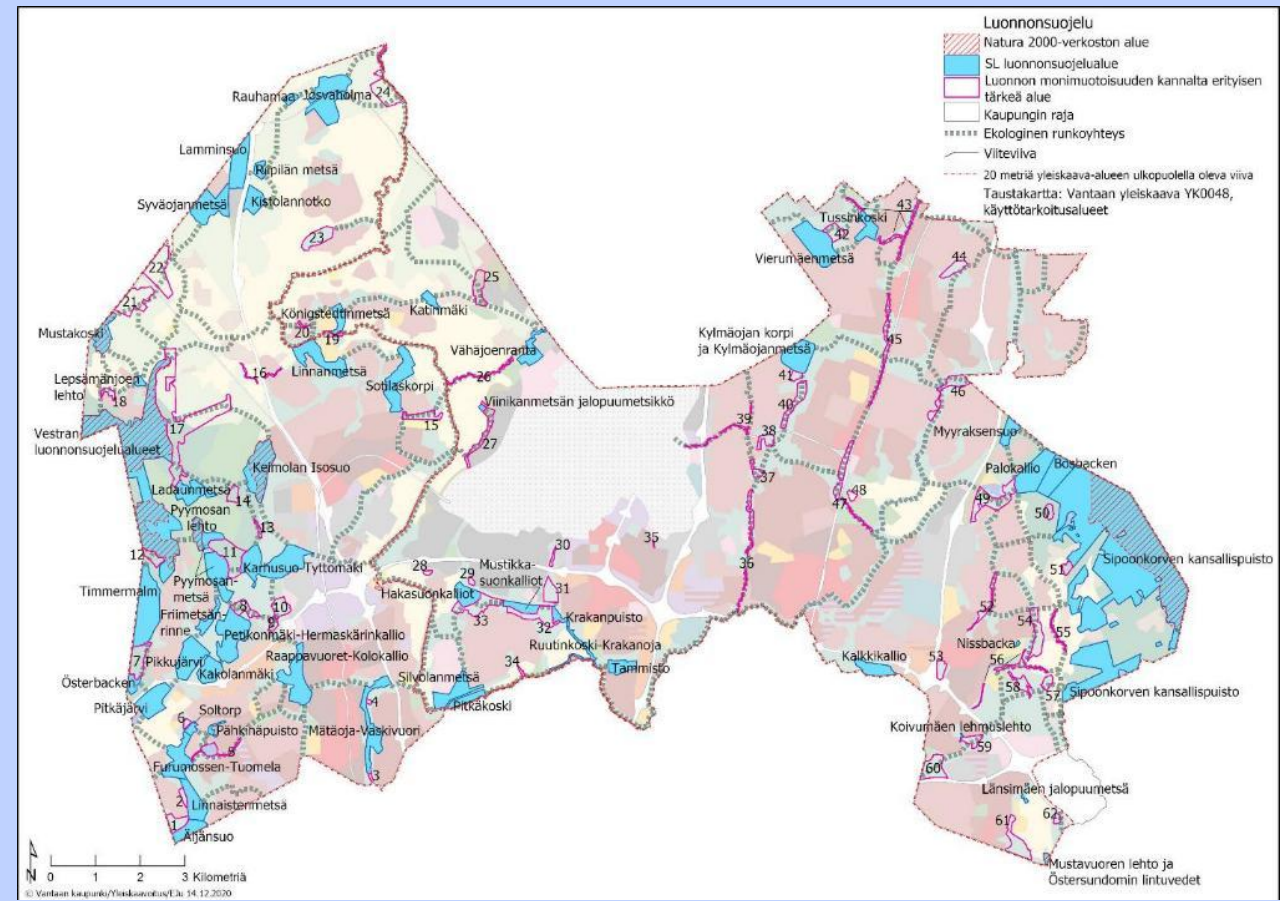 Luonnonsuojelu
Natura 2000-verkoston alue
SL luonnonsuojelualue
Luonnon monimuotoisuuden kannalta erityisen
tärkeä alue
Kaupungin raja
Ekologinen runkoyhteys
Viiteviiva
20 metriä yleiskaava-alueen ulkopuolella oleva viiva
Taustakartta: Vantaan yleiskaava YK0048,
käyttötarkoitusalueet
24
Rauhamaa
Josvaholma
Lamminsuo
Riipilän metsä
Syväojanmetsä
Kistolannotko
23
22
21
25
43
Tussinkoski
42
Vierumäenmetsä
44
Mustakoski
Königstedtinmetsä
Katinmäki
20
19
Kylmäojan korpi
ja Kylmäojanmetsä
45
Vähäjoenranta
16
Linnanmetsä
Sotilaskorpi
26
Lepsämänjoen
lehto
18
41
46
40
Viinikanmetsän jalopuumetsikkö
15
39
38
17
Vestran
luonnonsuojelualueet
27
Myyraksensuo
Keimolan Isosuo
37
Palokallio
Bosbacken
Ladaunmetsä
14
48
47
49
50
Pyymosan
lehto
13
12
11
30
35
Mustikka-
suonkalliot
36
51
Sipoonkorven kansallispuisto
Karhusuo-Tyttömäki
28
29
31
Timmermalm
Pyymosan-
metsä
Hakasuonkalliot
Friimetsän-
rinne
8
10
9
33
32
Krakanpuisto
52
54
55
Petikonmäki-Hermaskärinkallio
Ruutinkoski-Krakanoja
Nissbacka
56
7
Pikkujärvi
Raappavuoret-Kolokallio
34
Tammisto
Kalkkikallio
53
Österbacken
Kakolanmäki
Silvolanmetsä
58
57
Sipoonkorven kansallispuisto
Pitkäjärvi
Soltorp
4
Pitkäkoski
6
Pähkinäpuisto
Mätäoja-Vaskivuori
Koivumäen lehmuslehto
5
59
Furumossen-Tuomela
3
60
2
Linnaistenmetsä
Länsimäen jalopuumetsä
1
Äljänsuo
61
62
N
0 1 2 3 Kilometriä
Mustavuoren lehto ja
Östersundomin lintuvedet
© Vantaan kaupunki/Yleiskaavoitus/EJu 14.12.2020